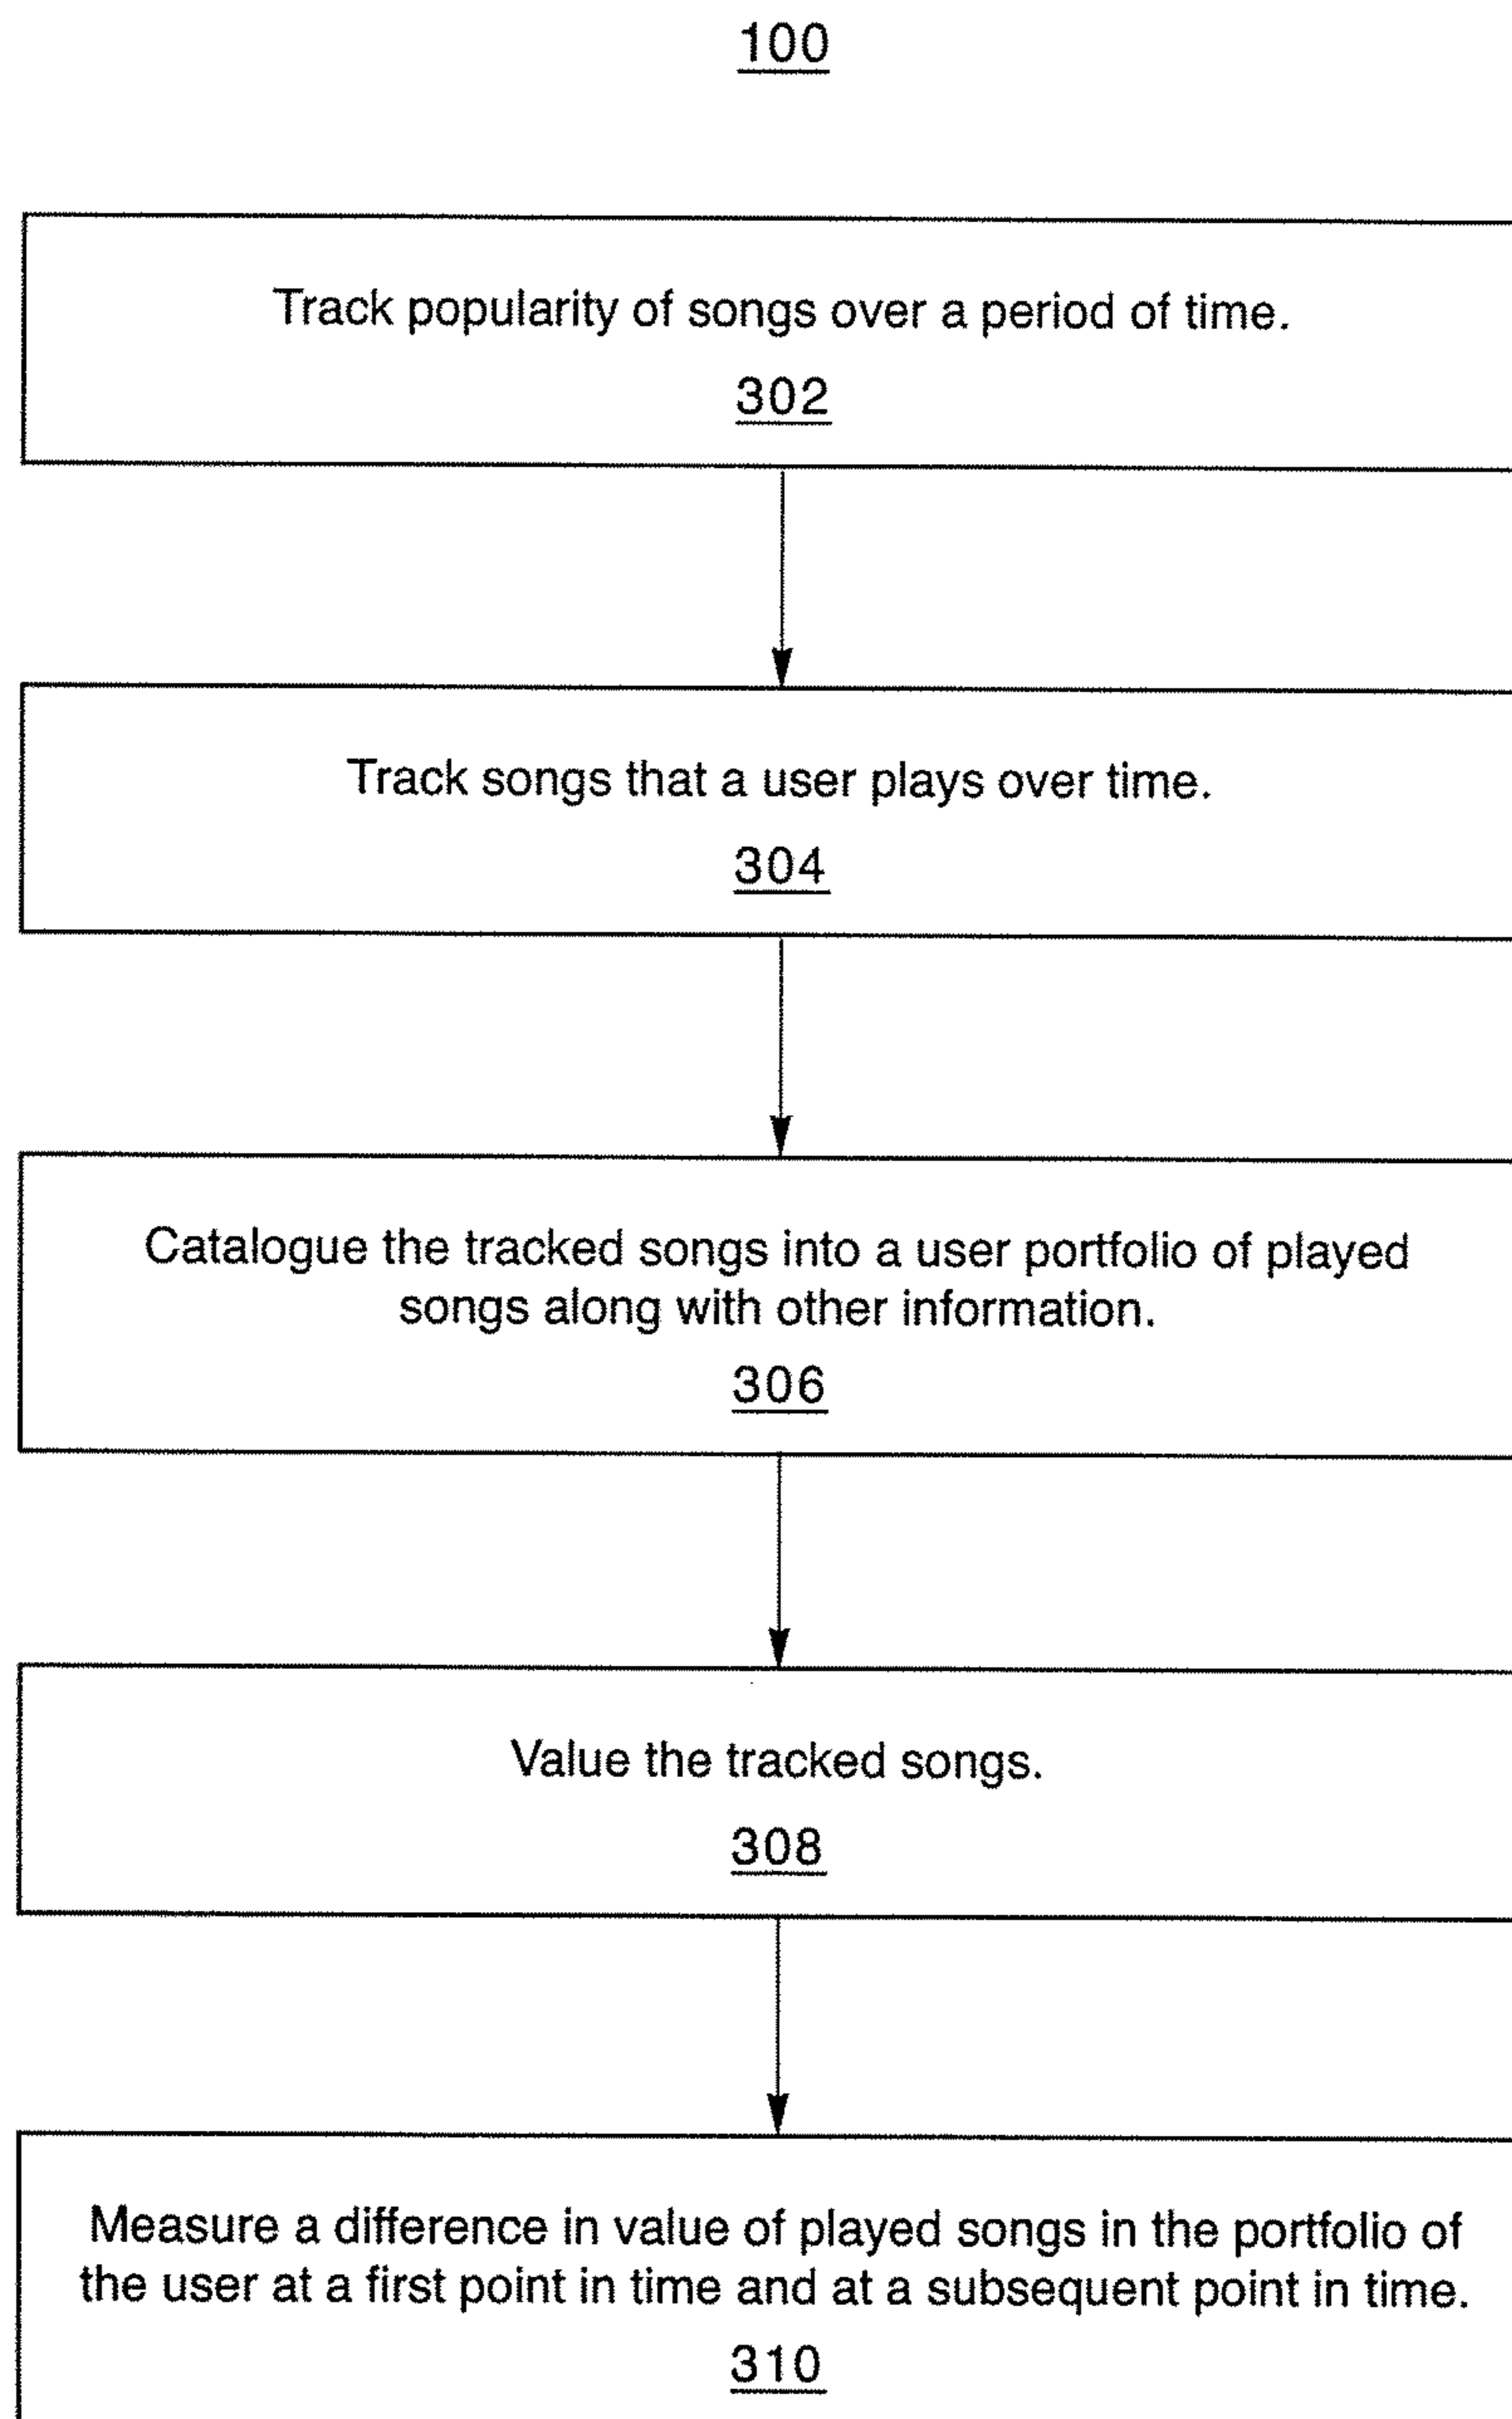 100
Track popularity of songs over a period of time.
302
Track songs that a user plays over time.
304
Catalogue the tracked songs into a user portfolio of played
songs along with other information.
306
Value the tracked songs.
308
Measure a difference in value of played songs in the portfolio of
the user at a first point in time and at a subsequent point in time.
310